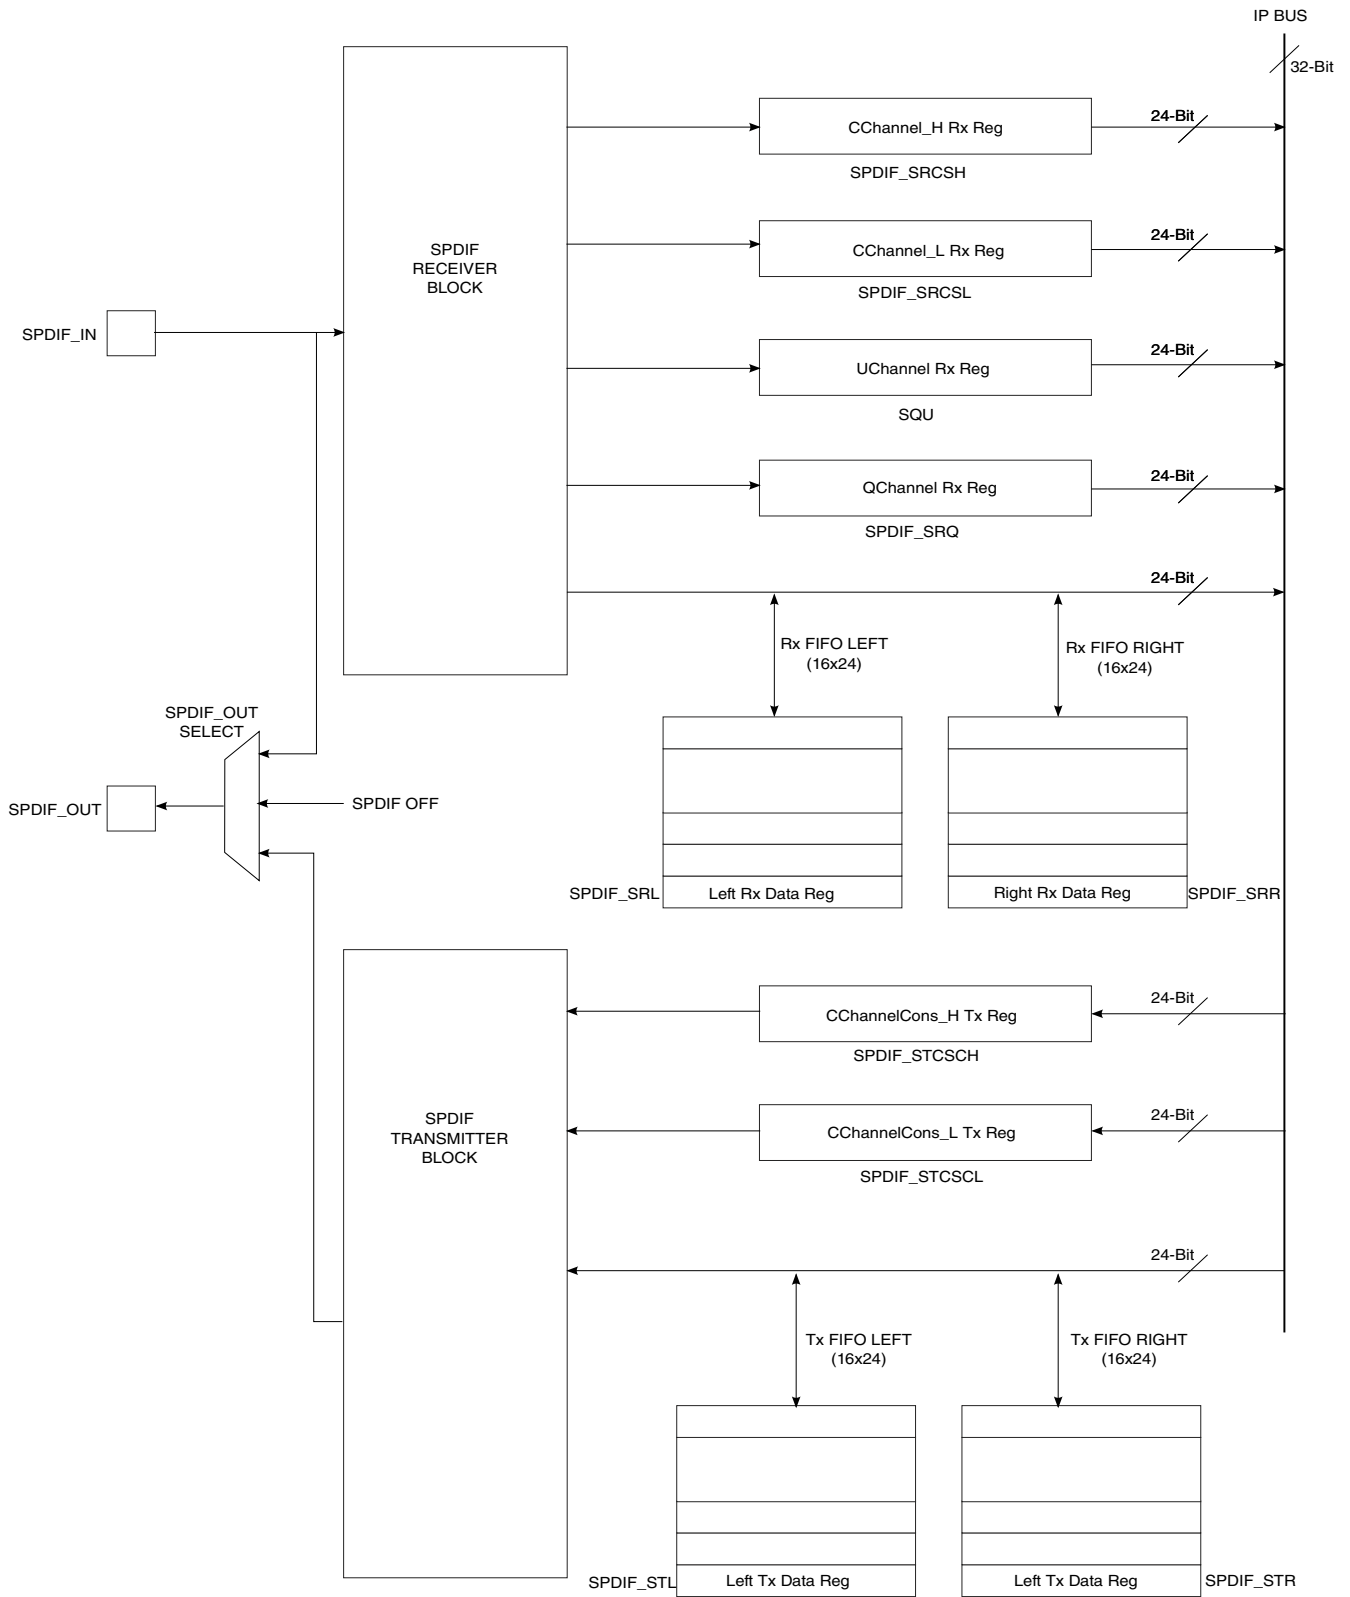 IP BUS
32-Bit
24-Bit
CChannel_H Rx Reg
SPDIF_SRCSH
SPDIF
RECEIVER
BLOCK
24-Bit
CChannel_L Rx Reg
SPDIF_SRCSL
SPDIF_IN
24-Bit
UChannel Rx Reg
SQU
24-Bit
QChannel Rx Reg
SPDIF_SRQ
24-Bit
Rx FIFO LEFT
(16x24)
Rx FIFO RIGHT
(16x24)
SPDIF_OUT
SELECT
SPDIF_OUT
SPDIF OFF
SPDIF_SRL
Left Rx Data Reg
Right Rx Data Reg
SPDIF_SRR
24-Bit
CChannelCons_H Tx Reg
SPDIF_STCSCH
SPDIF
TRANSMITTER
BLOCK
24-Bit
CChannelCons_L Tx Reg
SPDIF_STCSCL
24-Bit
Tx FIFO LEFT
(16x24)
Tx FIFO RIGHT
(16x24)
SPDIF_STL
Left Tx Data Reg
Left Tx Data Reg
SPDIF_STR